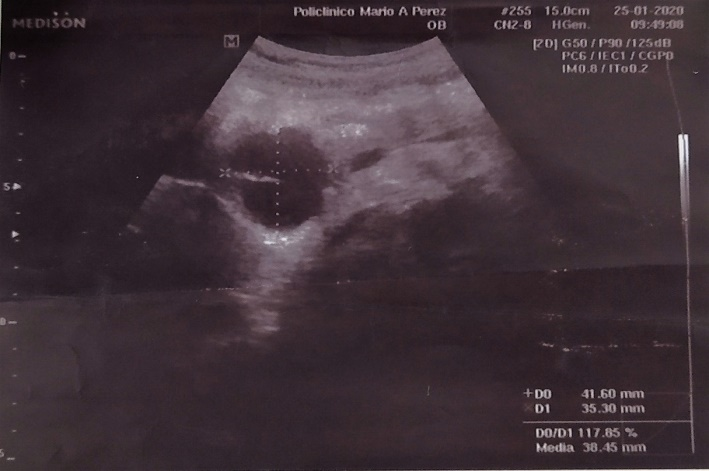 MEDISON
Policlinico Mario A Perez
OB
#255 15.0cm 25-01-2020
CN2-8 HGen. 09:49:08
[2D] G50 / P90 /125dB
PC6 / IEC1 / CGP0
IM0.8 / ITo0.2
M
0
5
+ D0 41.60 mm
× D1 35.30 mm
D0/D1 117.85 %
Media 38.45 mm